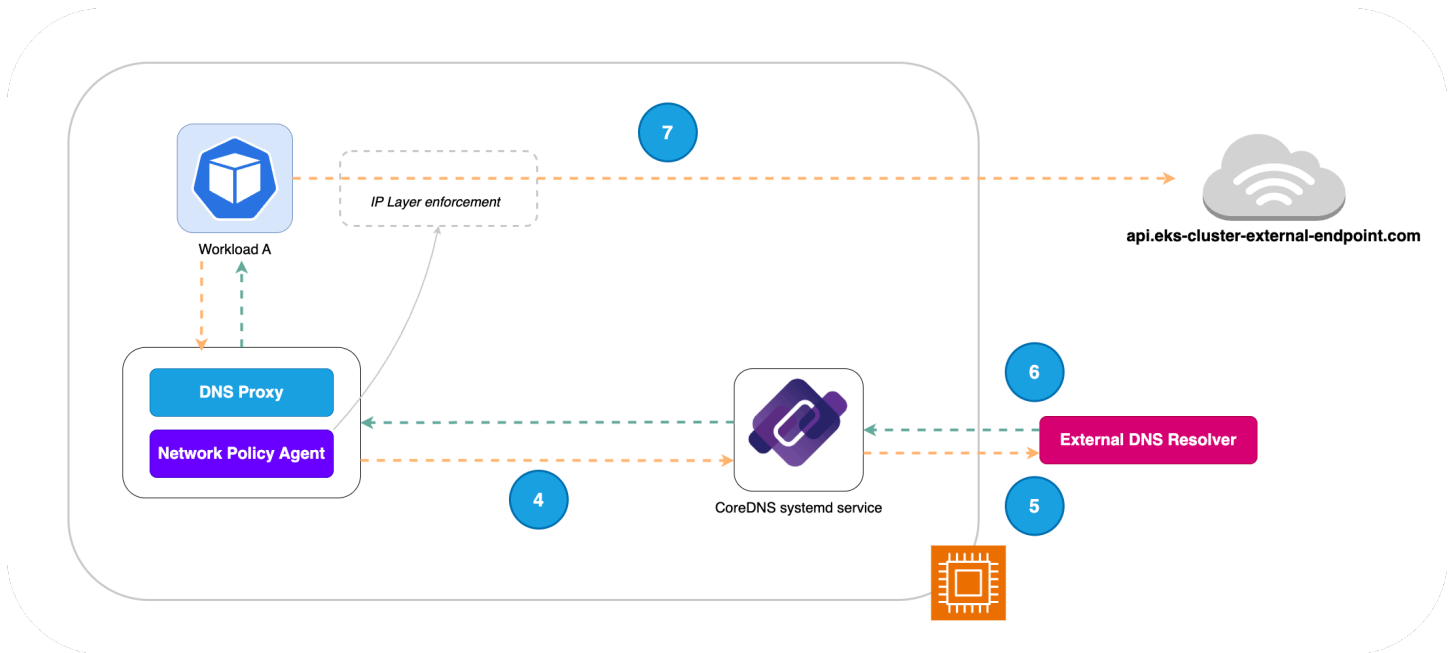 7
IP Layer enforcement
Workload A
api.eks-cluster-external-endpoint.com
DNS Proxy
Network Policy Agent
4
CoreDNS systemd service
6
External DNS Resolver
5